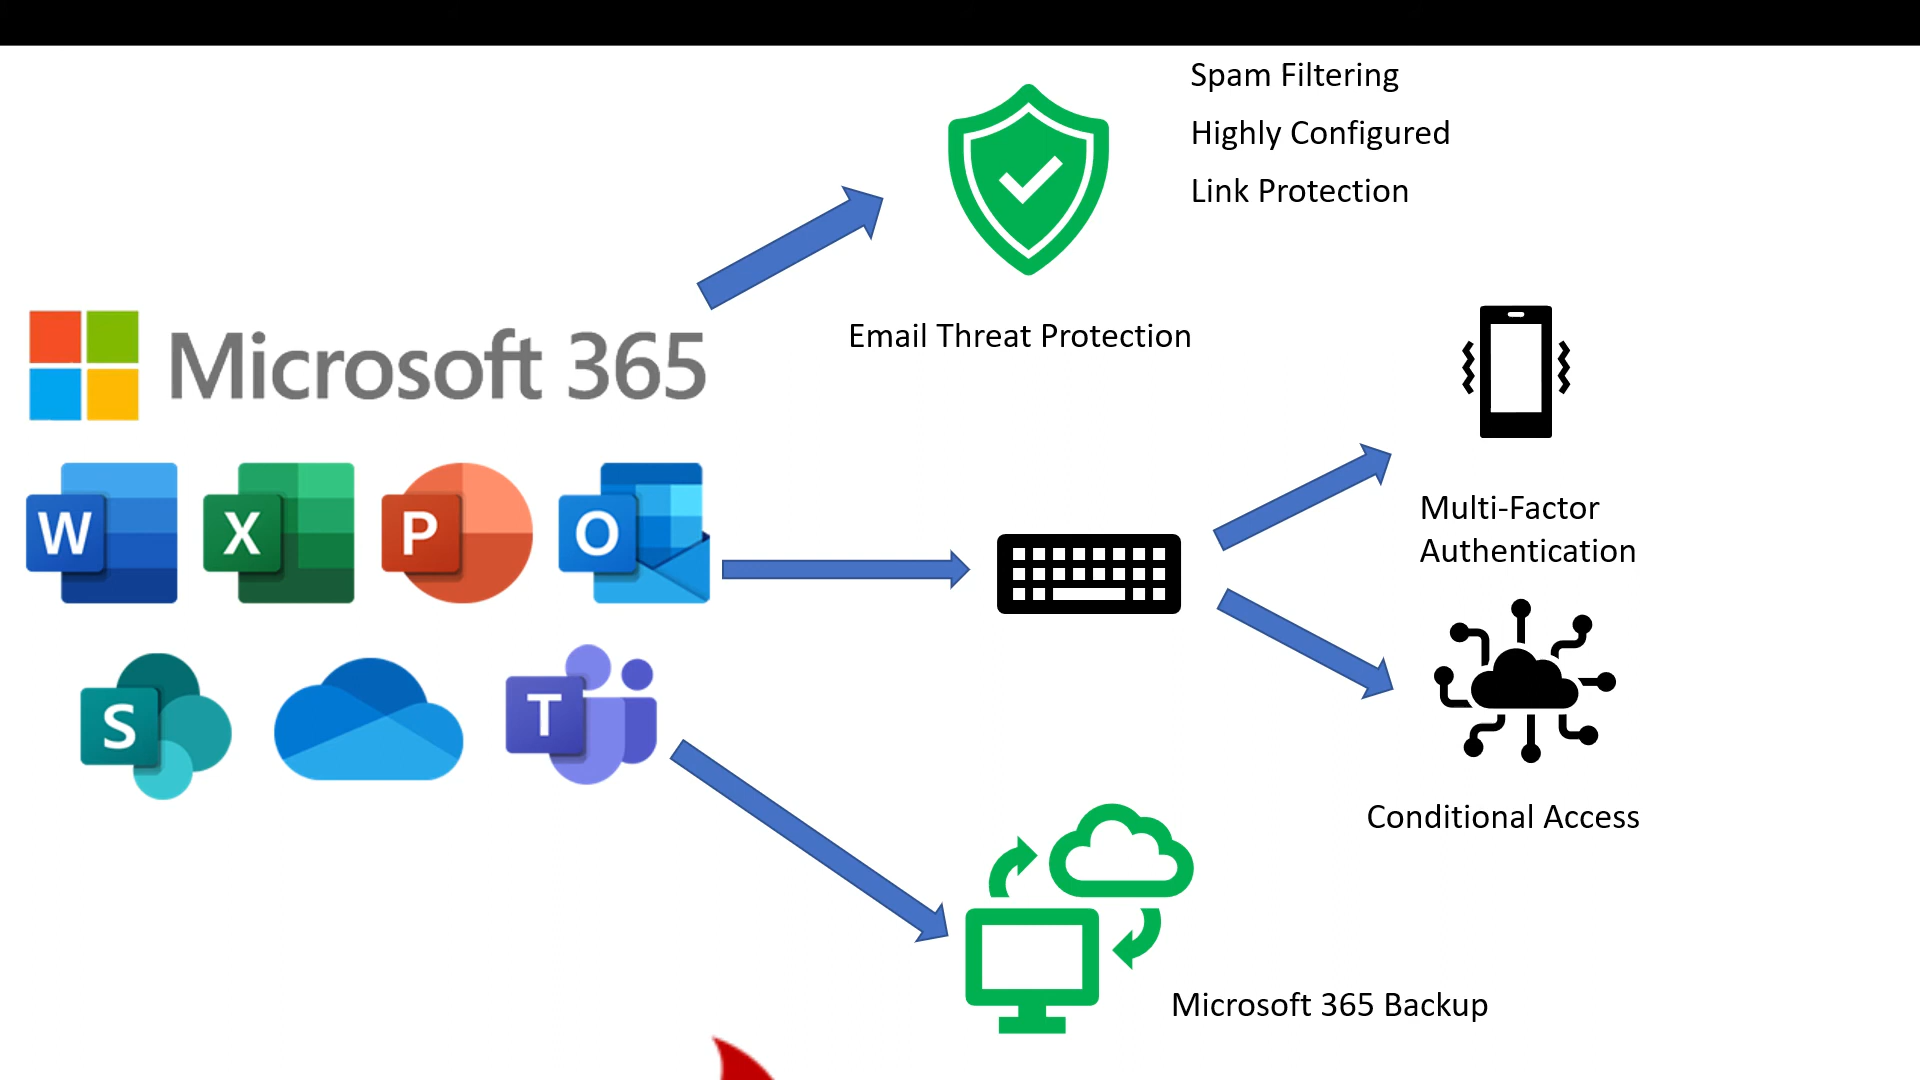 Spam Filtering
Highly Configured
Link Protection
Email Threat Protection
Microsoft 365
W X P O
Multi-Factor
Authentication
S T
Conditional Access
Microsoft 365 Backup